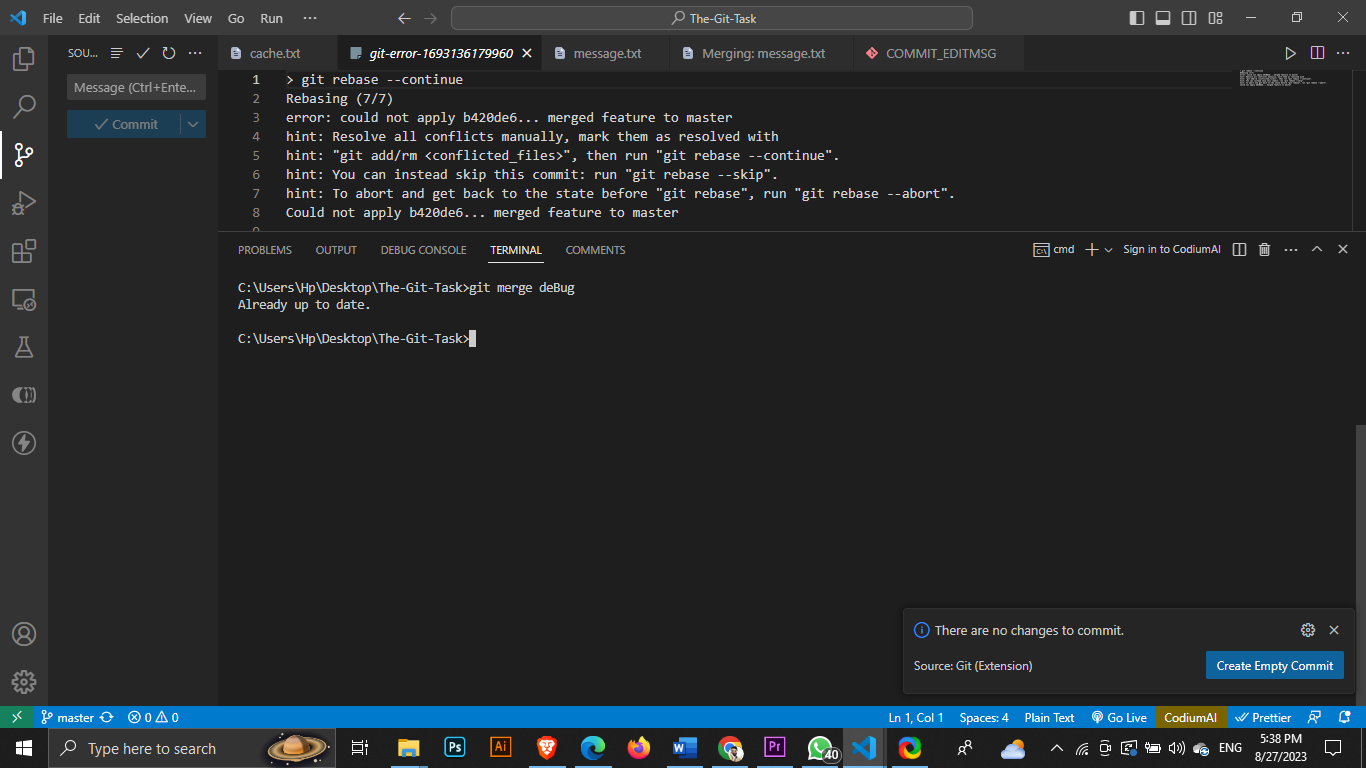 File Edit Selection View Go Run ···
The-Git-Task
SOU...
cache.txt
git-error-1693136179960
message.txt
Merging: message.txt
COMMIT_EDITMSG
Message (Ctrl+Ente...
Commit
1 > git rebase --continue
2 Rebasing (7/7)
3 error: could not apply b420de6... merged feature to master
4 hint: Resolve all conflicts manually, mark them as resolved with
5 hint: "git add/rm <conflicted_files>", then run "git rebase --continue".
6 hint: You can instead skip this commit: run "git rebase --skip".
7 hint: To abort and get back to the state before "git rebase", run "git rebase --abort".
8 Could not apply b420de6... merged feature to master
PROBLEMS OUTPUT DEBUG CONSOLE TERMINAL COMMENTS
cmd
Sign in to CodiumAI
C:\Users\Hp\Desktop\The-Git-Task>git merge deBug
Already up to date.
C:\Users\Hp\Desktop\The-Git-Task>
There are no changes to commit.
Source: Git (Extension)
Create Empty Commit
master 0 0
Ln 1, Col 1 Spaces: 4 Plain Text Go Live CodiumAI Prettier
Type here to search
Ps Ai W Pr 40
ENG
5:38 PM
8/27/2023